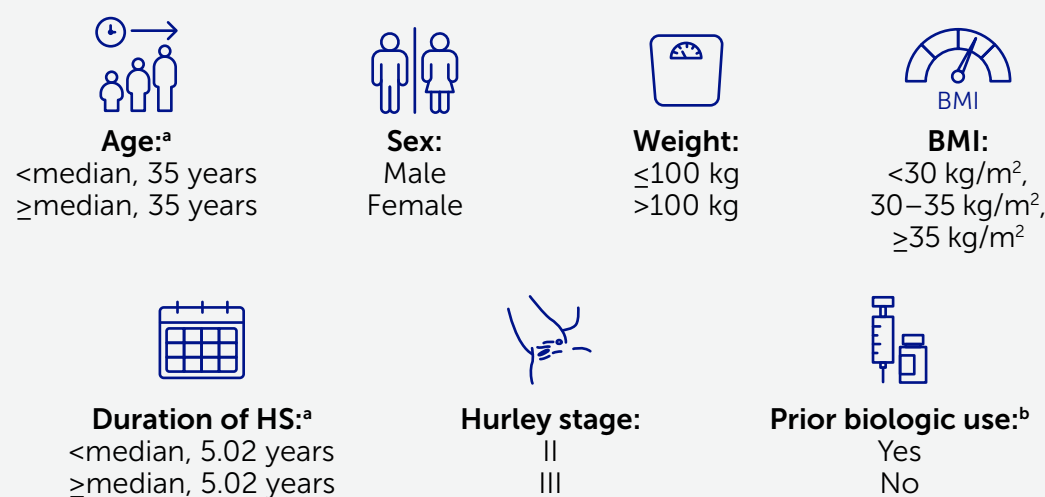 BMI
Age:ᵃ
<median, 35 years
≥median, 35 years
Sex:
Male
Female
Weight:
≤100 kg
>100 kg
BMI:
<30 kg/m²,
30–35 kg/m²,
≥35 kg/m²
Duration of HS:ᵃ
<median, 5.02 years
≥median, 5.02 years
Hurley stage:
II
III
Prior biologic use:ᵇ
Yes
No